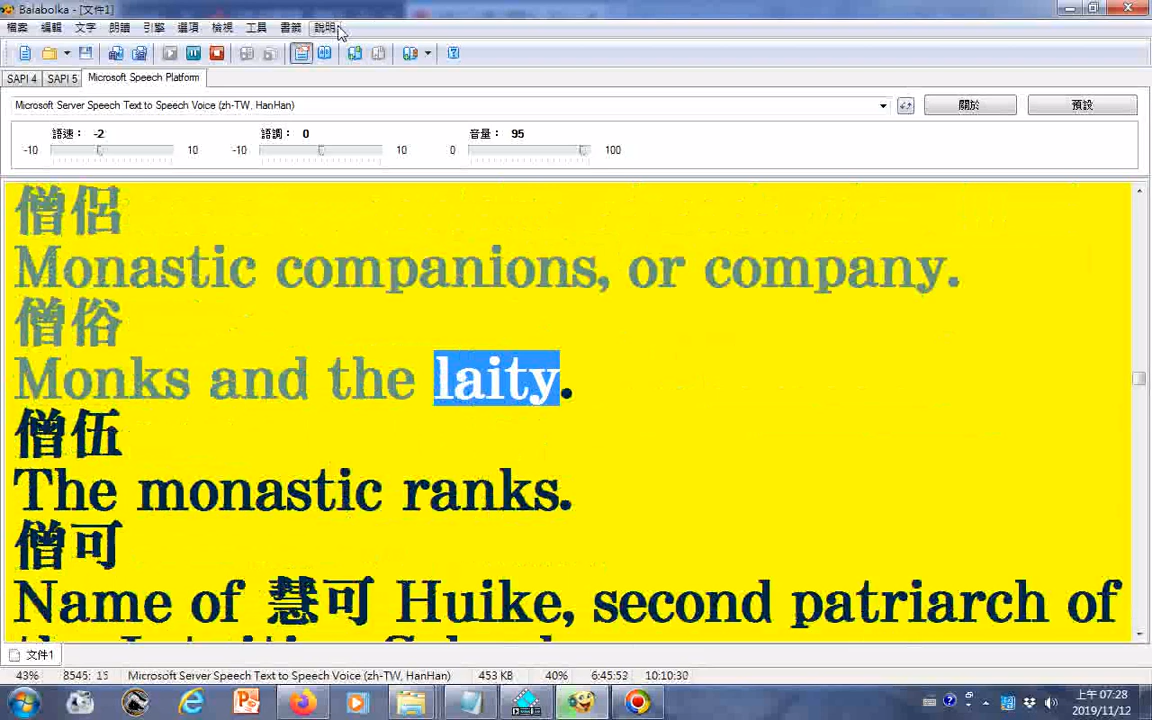 Balabolka - [文件1]
檔案 編輯 文字 朗讀 引擎 選項 檢視 工具 書籤 說明
SAPI 4 SAPI 5 Microsoft Speech Platform
Microsoft Server Speech Text to Speech Voice (zh-TW, HanHan) 關於 預設
語速： -2 語調： 0 音量： 95
-10 10 -10 10 0 100
僧侶
Monastic companions, or company.
僧俗
Monks and the laity.
僧伍
The monastic ranks.
僧可
Name of 慧可 Huike, second patriarch of
文件1
43% 8545: 15 Microsoft Server Speech Text to Speech Voice (zh-TW, HanHan) 453 KB 40% 6:45:53 10:10:30
上午 07:28
2019/11/12